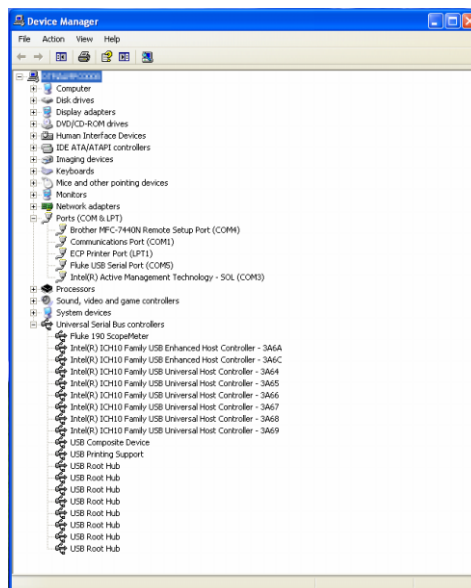 Device Manager
File Action View Help
Computer
Disk drives
Display adapters
DVD/CD-ROM drives
Human Interface Devices
IDE ATA/ATAPI controllers
Imaging devices
Keyboards
Mice and other pointing devices
Monitors
Network adapters
Ports (COM & LPT)
Brother MFC-7440N Remote Setup Port (COM4)
Communications Port (COM1)
ECP Printer Port (LPT1)
Fluke USB Serial Port (COM5)
Intel(R) Active Management Technology - SOL (COM3)
Processors
Sound, video and game controllers
System devices
Universal Serial Bus controllers
Fluke 190 ScopeMeter
Intel(R) ICH10 Family USB Enhanced Host Controller - 3A6A
Intel(R) ICH10 Family USB Enhanced Host Controller - 3A6C
Intel(R) ICH10 Family USB Universal Host Controller - 3A64
Intel(R) ICH10 Family USB Universal Host Controller - 3A65
Intel(R) ICH10 Family USB Universal Host Controller - 3A66
Intel(R) ICH10 Family USB Universal Host Controller - 3A67
Intel(R) ICH10 Family USB Universal Host Controller - 3A68
Intel(R) ICH10 Family USB Universal Host Controller - 3A69
USB Composite Device
USB Printing Support
USB Root Hub
USB Root Hub
USB Root Hub
USB Root Hub
USB Root Hub
USB Root Hub
USB Root Hub
USB Root Hub